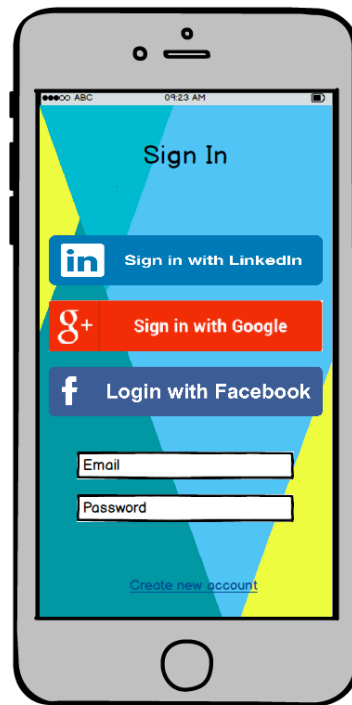 ABC 09:23 AM
Sign In
in Sign in with LinkedIn
g+ Sign in with Google
f Login with Facebook
Email
Password
Create new account